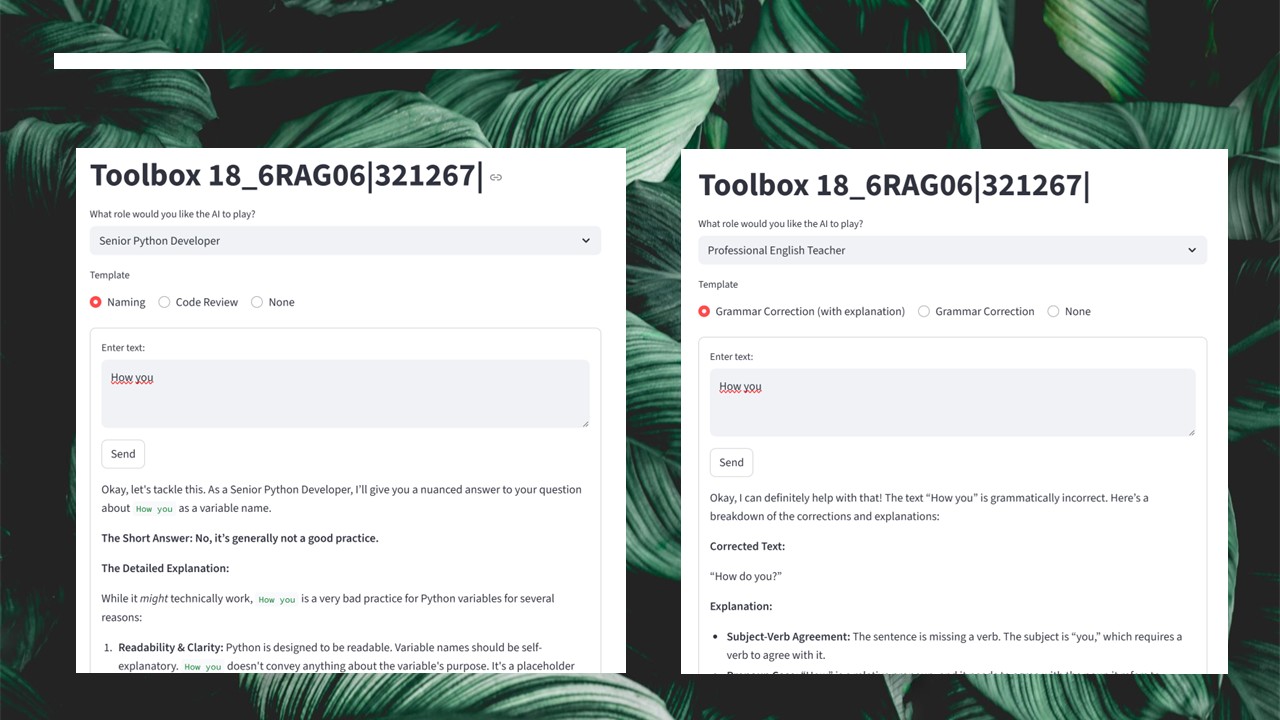 Toolbox 18_6RAG06|321267|
What role would you like the AI to play?
Senior Python Developer
Template
Naming Code Review None
Enter text:
How you
Send
Okay, let's tackle this. As a Senior Python Developer, I'll give you a nuanced answer to your question
about How you as a variable name.
The Short Answer: No, it's generally not a good practice.
The Detailed Explanation:
While it might technically work, How you is a very bad practice for Python variables for several
reasons:
1. Readability & Clarity: Python is designed to be readable. Variable names should be self-
explanatory. How you doesn't convey anything about the variable's purpose. It's a placeholder
Toolbox 18_6RAG06|321267|
What role would you like the AI to play?
Professional English Teacher
Template
Grammar Correction (with explanation) Grammar Correction None
Enter text:
How you
Send
Okay, I can definitely help with that! The text “How you” is grammatically incorrect. Here's a
breakdown of the corrections and explanations:
Corrected Text:
“How do you?”
Explanation:
• Subject-Verb Agreement: The sentence is missing a verb. The subject is “you,” which requires a
verb to agree with it.